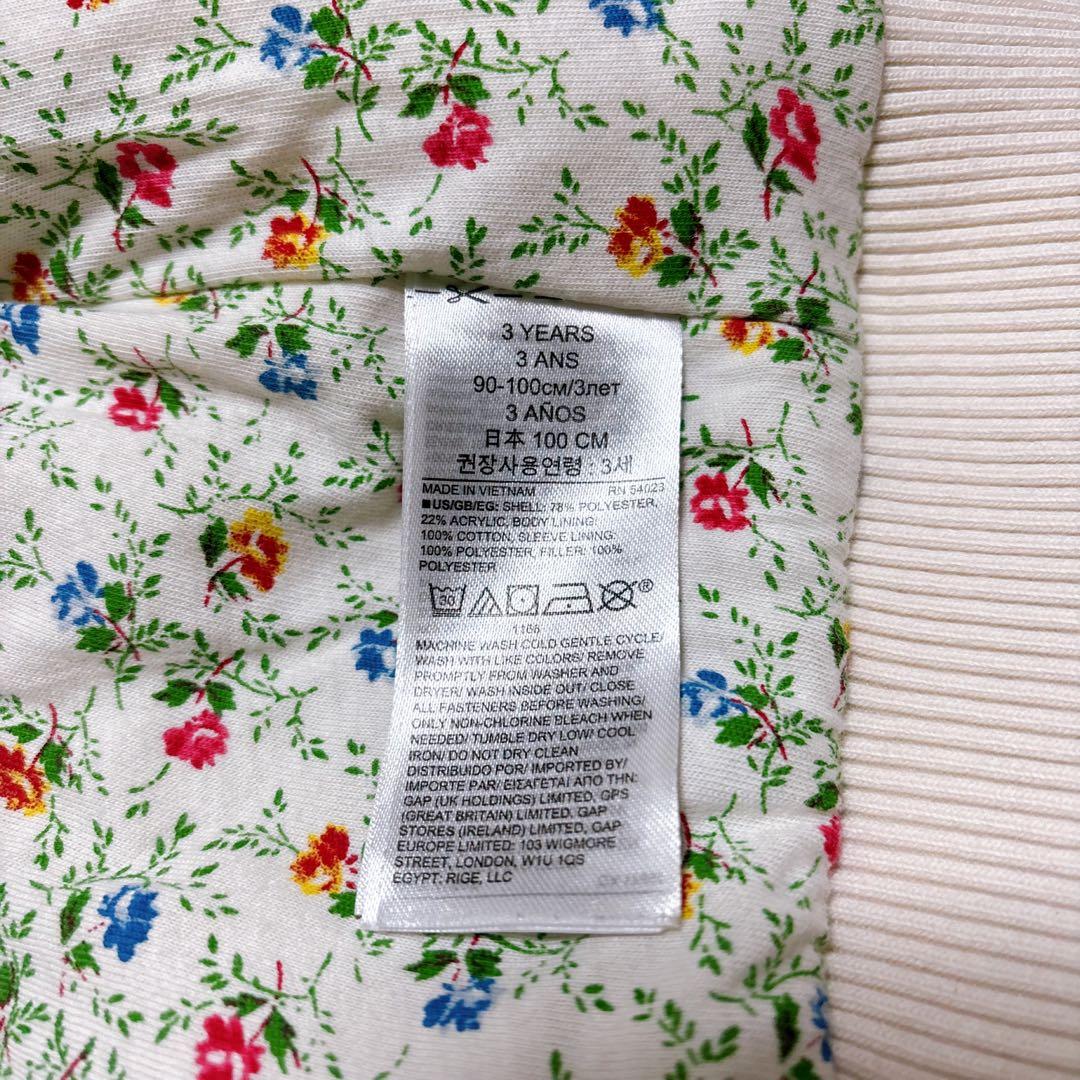 3 YEARS
3 ANS
90-100см/3лет
3 AÑOS
日本 100 CM
권장사용연령 : 3세
MADE IN VIETNAM RN 54023
■US/GB/EG: SHELL: 78% POLYESTER,
22% ACRYLIC, BODY LINING:
100% COTTON, SLEEVE LINING:
100% POLYESTER, FILLER: 100%
POLYESTER
30 ®
1168
MACHINE WASH COLD GENTLE CYCLE/
WASH WITH LIKE COLORS/ REMOVE
PROMPTLY FROM WASHER AND
DRYER/ WASH INSIDE OUT/ CLOSE
ALL FASTENERS BEFORE WASHING/
ONLY NON-CHLORINE BLEACH WHEN
NEEDED/ TUMBLE DRY LOW/ COOL
IRON/ DO NOT DRY CLEAN
DISTRIBUIDO POR/ IMPORTED BY/
IMPORTE PAR/ ΕΙΣΑΓΕΤΑΙ ΑΠΟ ΤΗΝ:
GAP (UK HOLDINGS) LIMITED, GPS
(GREAT BRITAIN) LIMITED, GAP
STORES (IRELAND) LIMITED, GAP
EUROPE LIMITED: 103 WIGMORE
STREET, LONDON, W1U 1QS
EGYPT: RIGE, LLC